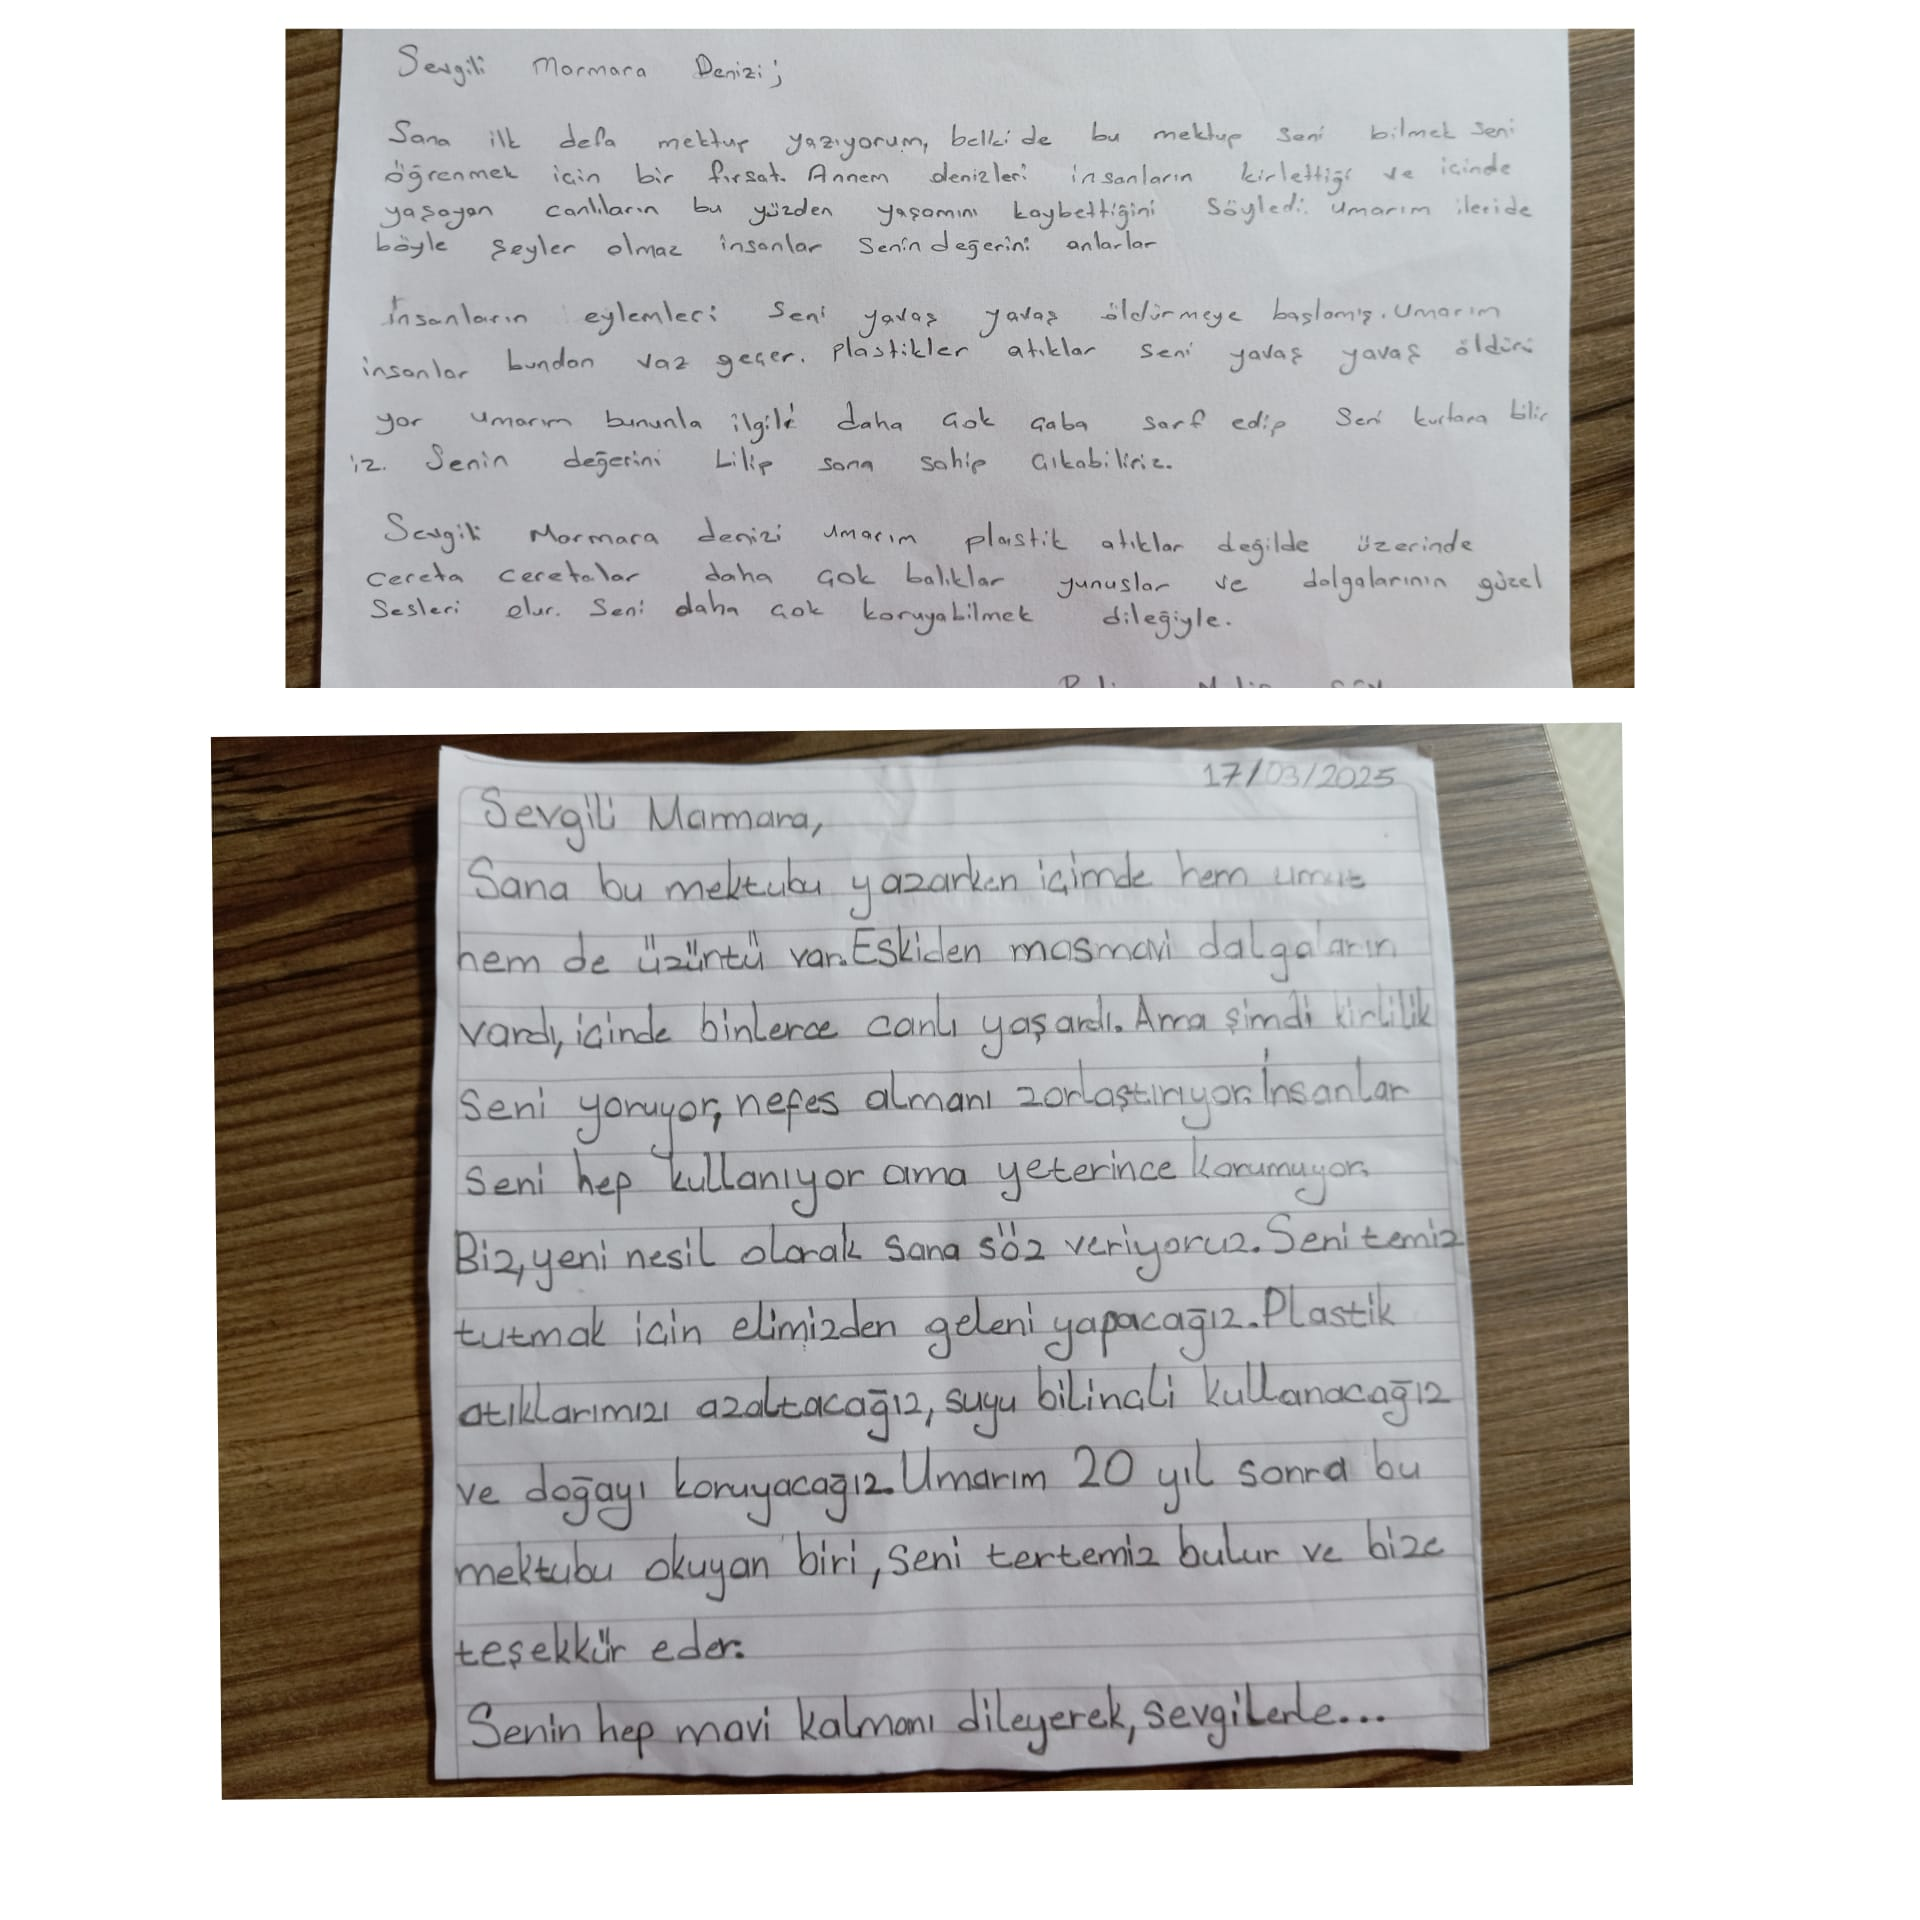 Sevgili Marmara Denizi;
Sana ilk defa mektup yazıyorum, belki de bu mektup seni bilmek seni
öğrenmek için bir fırsat. Annem denizleri insanların kirlettiği ve içinde
yaşayan canlıların bu yüzden yaşamını kaybettiğini söyledi. Umarım ileride
böyle şeyler olmaz insanlar senin değerini anlarlar
İnsanların eylemleri seni yavaş yavaş öldürmeye başlamış. Umarım
insanlar bundan vaz geçer. Plastikler atıklar seni yavaş yavaş öldürü
yor umarım bununla ilgili daha çok çaba sarf edip seni kurtara bilir
iz. Senin değerini bilip sana sahip çıkabiliriz.
Sevgili Marmara denizi umarım plastik atıklar değilde üzerinde
cereta ceretalar daha çok balıklar yunuslar ve dalgalarının güzel
sesleri olur. Seni daha çok koruyabilmek dileğiyle.
17/03/2025
Sevgili Marmara,
Sana bu mektubu yazarken içimde hem umut
hem de üzüntü var. Eskiden masmavi dalgaların
vardı, içinde binlerce canlı yaşardı. Ama şimdi kirlilik
seni yoruyor, nefes almanı zorlaştırıyor. İnsanlar
seni hep kullanıyor ama yeterince korumuyor.
Biz, yeni nesil olarak sana söz veriyoruz. Seni temiz
tutmak için elimizden geleni yapacağız. Plastik
atıklarımızı azaltacağız, suyu bilinçli kullanacağız
ve doğayı koruyacağız. Umarım 20 yıl sonra bu
mektubu okuyan biri, seni tertemiz bulur ve bize
teşekkür eder.
Senin hep mavi kalmanı dileyerek, sevgilerle...